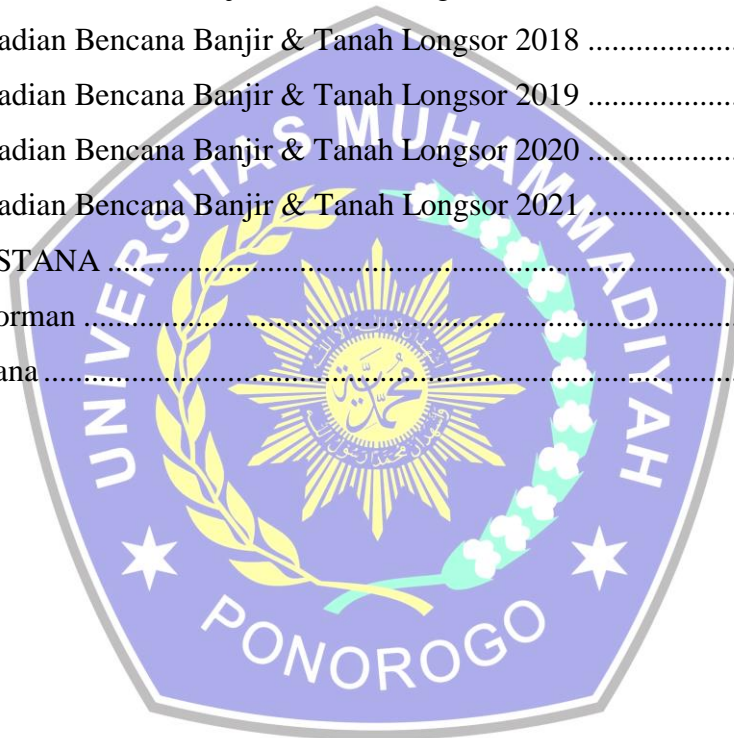 adian Bencana Banjir & Tanah Longsor 2018 ....................
adian Bencana Banjir & Tanah Longsor 2019 ....................
adian Bencana Banjir & Tanah Longsor 2020 ....................
adian Bencana Banjir & Tanah Longsor 2021 ....................
STANA ....................
orman ....................
ana ....................
UNIVERSITAS MUHAMMADIYAH
محمدية
PONOROGO